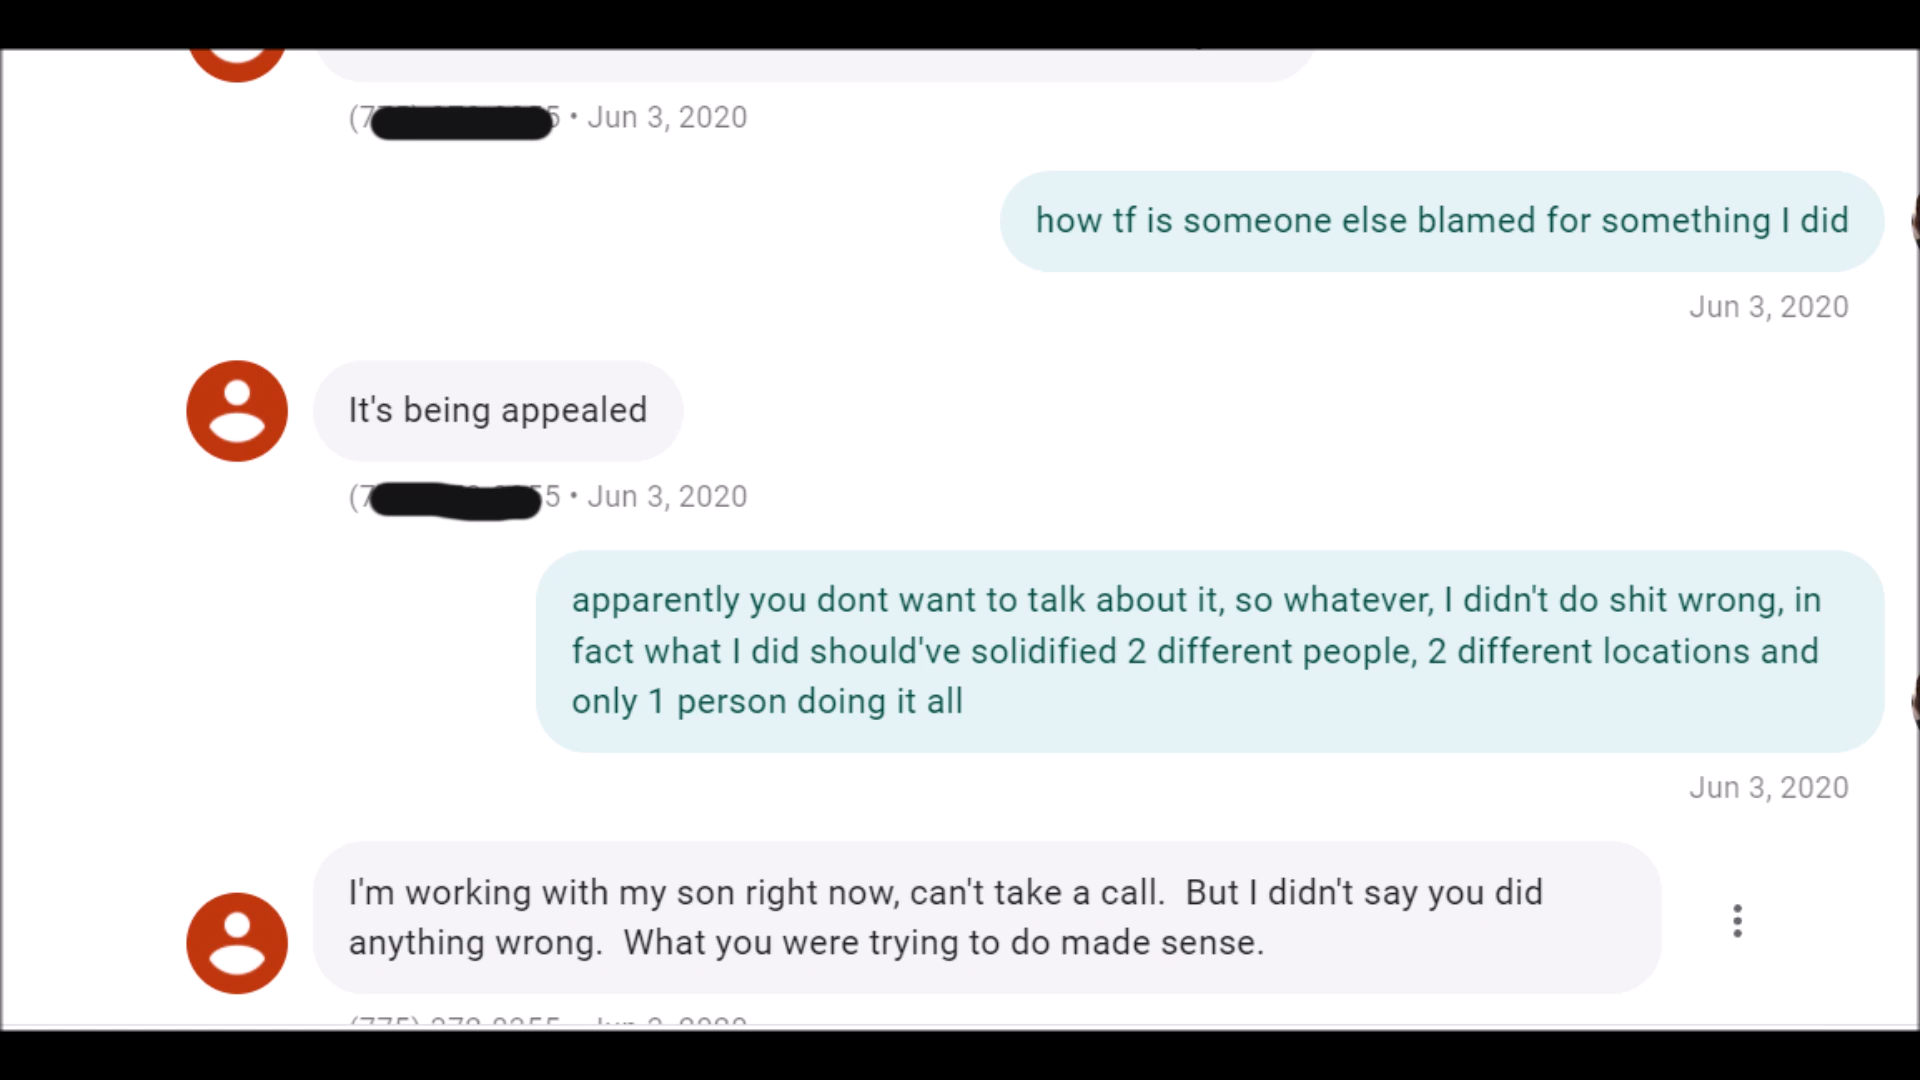 (7 5 • Jun 3, 2020
how tf is someone else blamed for something I did
Jun 3, 2020
It's being appealed
(7 55 • Jun 3, 2020
apparently you dont want to talk about it, so whatever, I didn't do shit wrong, in
fact what I did should've solidified 2 different people, 2 different locations and
only 1 person doing it all
Jun 3, 2020
I'm working with my son right now, can't take a call. But I didn't say you did
anything wrong. What you were trying to do made sense.